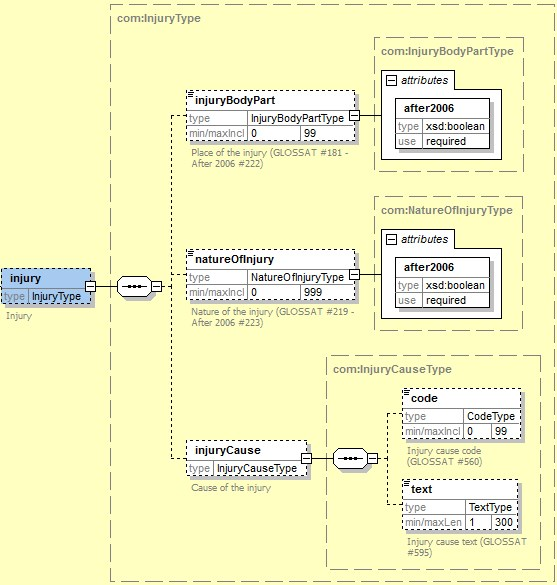 com:InjuryType
com:InjuryBodyPartType
attributes
injuryBodyPart
type InjuryBodyPartType
min/maxIncl 0 99
Place of the injury (GLOSSAT #181 -
After 2006 #222)
after2006
type xsd:boolean
use required
com:NatureOfInjuryType
attributes
natureOfInjury
type NatureOfInjuryType
min/maxIncl 0 999
Nature of the injury (GLOSSAT #219 -
After 2006 #223)
after2006
type xsd:boolean
use required
injury
type InjuryType
Injury
com:InjuryCauseType
injuryCause
type InjuryCauseType
Cause of the injury
code
type CodeType
min/maxIncl 0 99
Injury cause code
(GLOSSAT #560)
text
type TextType
min/maxLen 1 300
Injury cause text (GLOSSAT
#595)